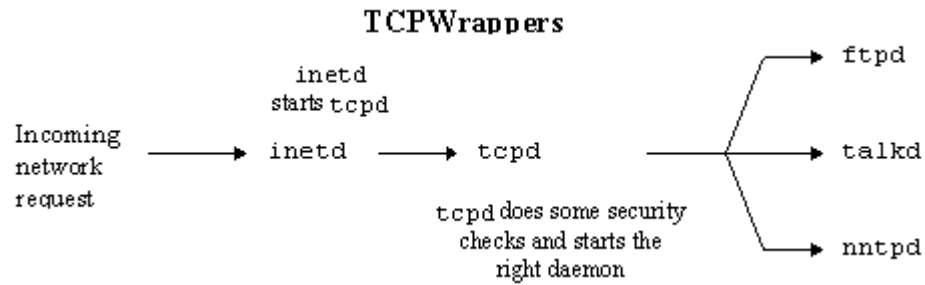 TCPWrappers
inetd
starts tcpd
Incoming
network
request
inetd
tcpd
ftpd
talkd
nntpd
tcpd does some security
checks and starts the
right daemon